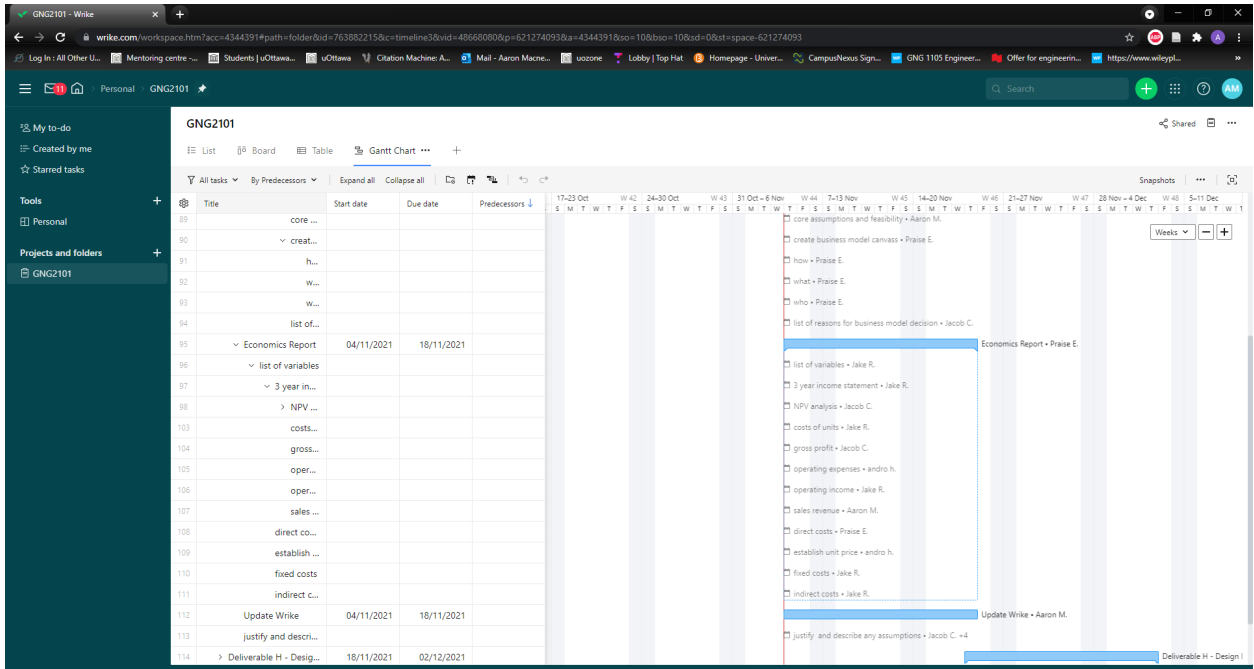 GNG2101 - Wrike
wrike.com/workspace.htm?acc=4344391#path=folder&id=763882215&c=timeline3&vid=48668080&p=621274093&a=4344391&so=10&bso=10&sd=0&st=space-621274093
Log In : All Other U... Mentoring centre -... Students | uOttawa... uOttawa Citation Machine: A... Mail - Aaron Macne... uozone Lobby | Top Hat Homepage - Univer... CampusNexus Sign... GNG 1105 Engineer... Offer for engineerin... https://www.wileypl... »
11 Personal GNG2101 Search AM
My to-do
Created by me
Starred tasks
Tools +
Personal
Projects and folders +
GNG2101
GNG2101 Shared
List Board Table Gantt Chart +
All tasks By Predecessors Expand all Collapse all Snapshots
Title Start date Due date Predecessors 17–23 Oct W 42 24–30 Oct W 43 31 Oct – 6 Nov W 44 7–13 Nov W 45 14–20 Nov W 46 21–27 Nov W 47 28 Nov – 4 Dec W 48 5–11 Dec
S M T W T F S S M T W T F S S M T W T F S S M T W T F S S M T W T F S S M T W T F S S M T W T F S S M T W
Weeks − +
89 core ... core assumptions and feasibility • Aaron M.
90 creat... create business model canvass • Praise E.
91 h... how • Praise E.
92 w... what • Praise E.
93 w... who • Praise E.
94 list of... list of reasons for business model decision • Jacob C.
95 Economics Report 04/11/2021 18/11/2021 Economics Report • Praise E.
96 list of variables list of variables • Jake R.
97 3 year in... 3 year income statement • Jake R.
98 NPV ... NPV analysis • Jacob C.
103 costs... costs of units • Jake R.
104 gross... gross profit • Jacob C.
105 oper... operating expenses • andro h.
106 oper... operating income • Jake R.
107 sales ... sales revenue • Aaron M.
108 direct co... direct costs • Praise E.
109 establish ... establish unit price • andro h.
110 fixed costs fixed costs • Jake R.
111 indirect c... indirect costs • Jake R.
112 Update Wrike 04/11/2021 18/11/2021 Update Wrike • Aaron M.
113 justify and descri... justify and describe any assumptions • Jacob C. +4
114 Deliverable H - Desig... 18/11/2021 02/12/2021 Deliverable H - Design